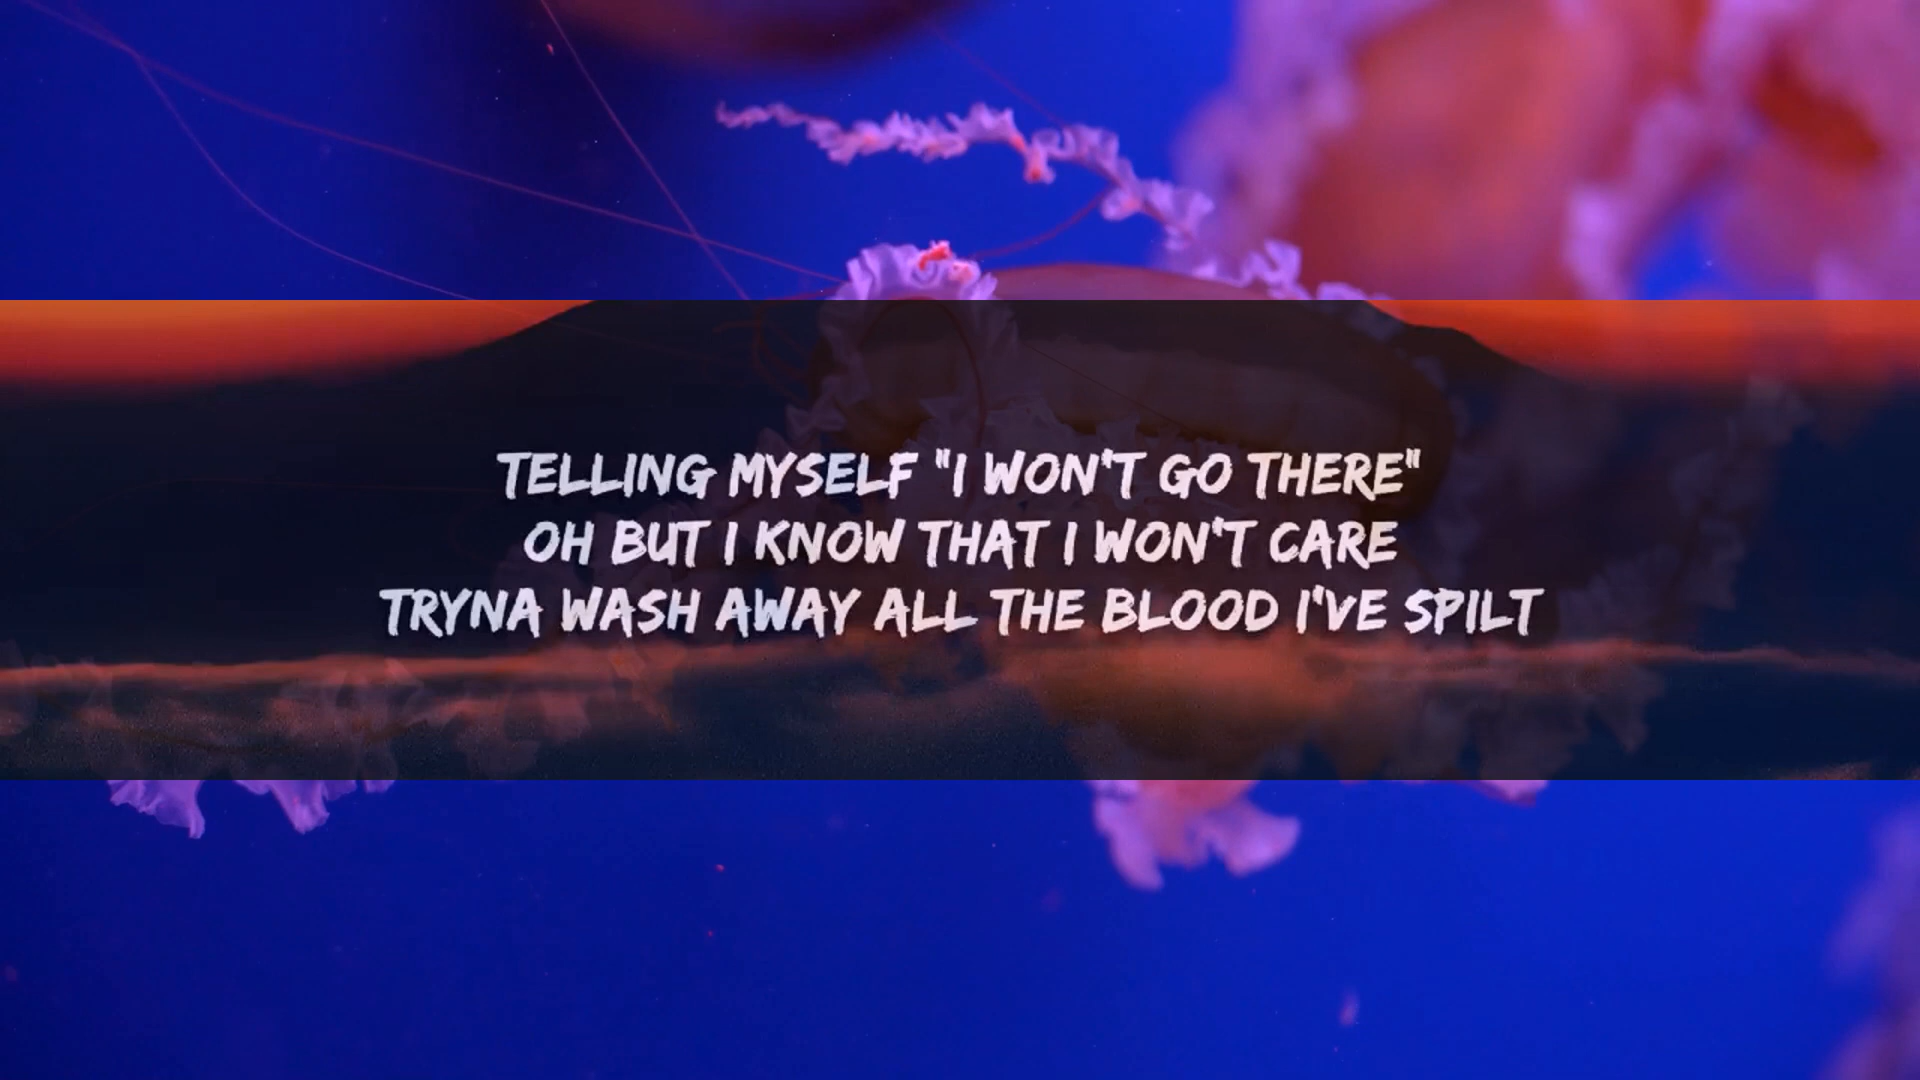 TELLING MYSELF "I WON'T GO THERE"
OH BUT I KNOW THAT I WON'T CARE
TRYNA WASH AWAY ALL THE BLOOD I'VE SPILT